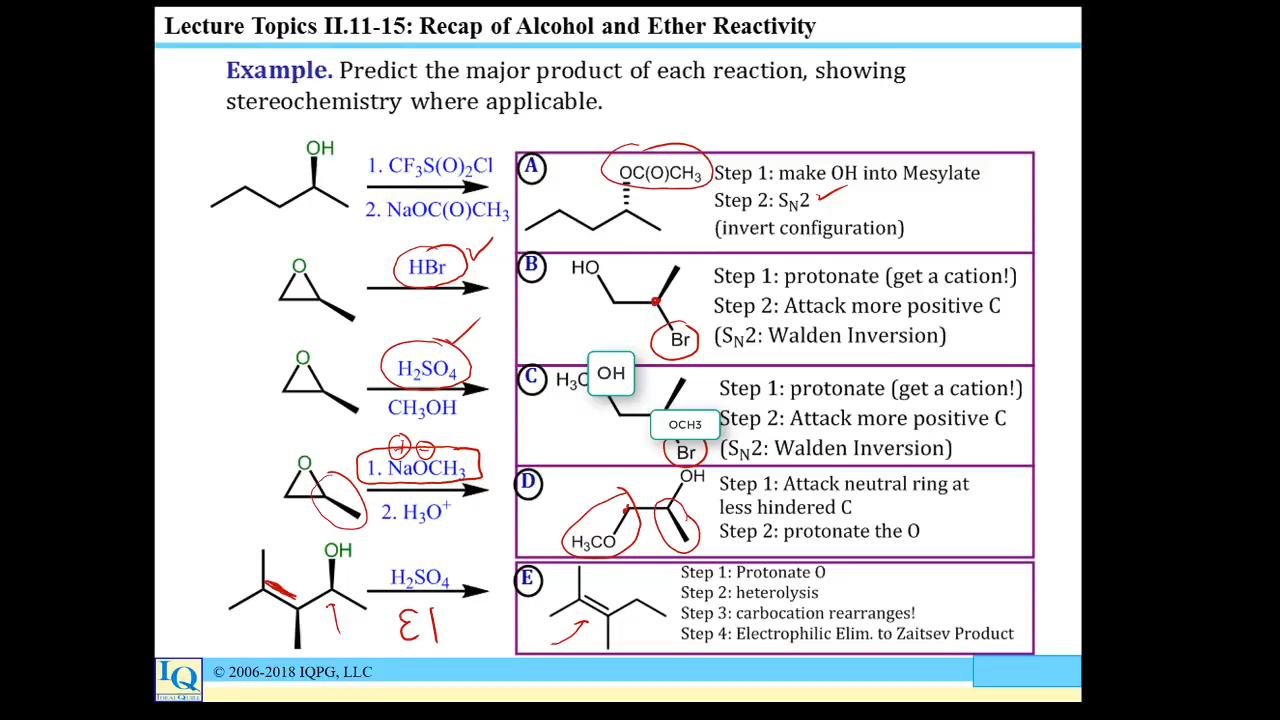 Lecture Topics II.11-15: Recap of Alcohol and Ether Reactivity
Example. Predict the major product of each reaction, showing
stereochemistry where applicable.
OH
1. CF₃S(O)₂Cl
2. NaOC(O)CH₃
A
OC(O)CH₃
Step 1: make OH into Mesylate
Step 2: Sₙ2
(invert configuration)
O
HBr
B
HO
Br
Step 1: protonate (get a cation!)
Step 2: Attack more positive C
(Sₙ2: Walden Inversion)
O
H₂SO₄
CH₃OH
C
H₃C
OH
OCH3
Br
Step 1: protonate (get a cation!)
Step 2: Attack more positive C
(Sₙ2: Walden Inversion)
O
+ −
1. NaOCH₃
2. H₃O⁺
D
OH
H₃CO
Step 1: Attack neutral ring at
less hindered C
Step 2: protonate the O
OH
H₂SO₄
E1
E
Step 1: Protonate O
Step 2: heterolysis
Step 3: carbocation rearranges!
Step 4: Electrophilic Elim. to Zaitsev Product
IQ
IDEAL QUILL
© 2006-2018 IQPG, LLC